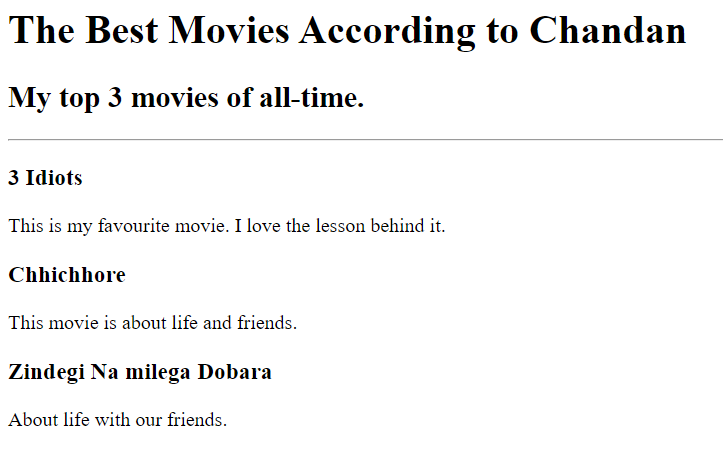 The Best Movies According to Chandan
My top 3 movies of all-time.
3 Idiots
This is my favourite movie. I love the lesson behind it.
Chhichhore
This movie is about life and friends.
Zindegi Na milega Dobara
About life with our friends.